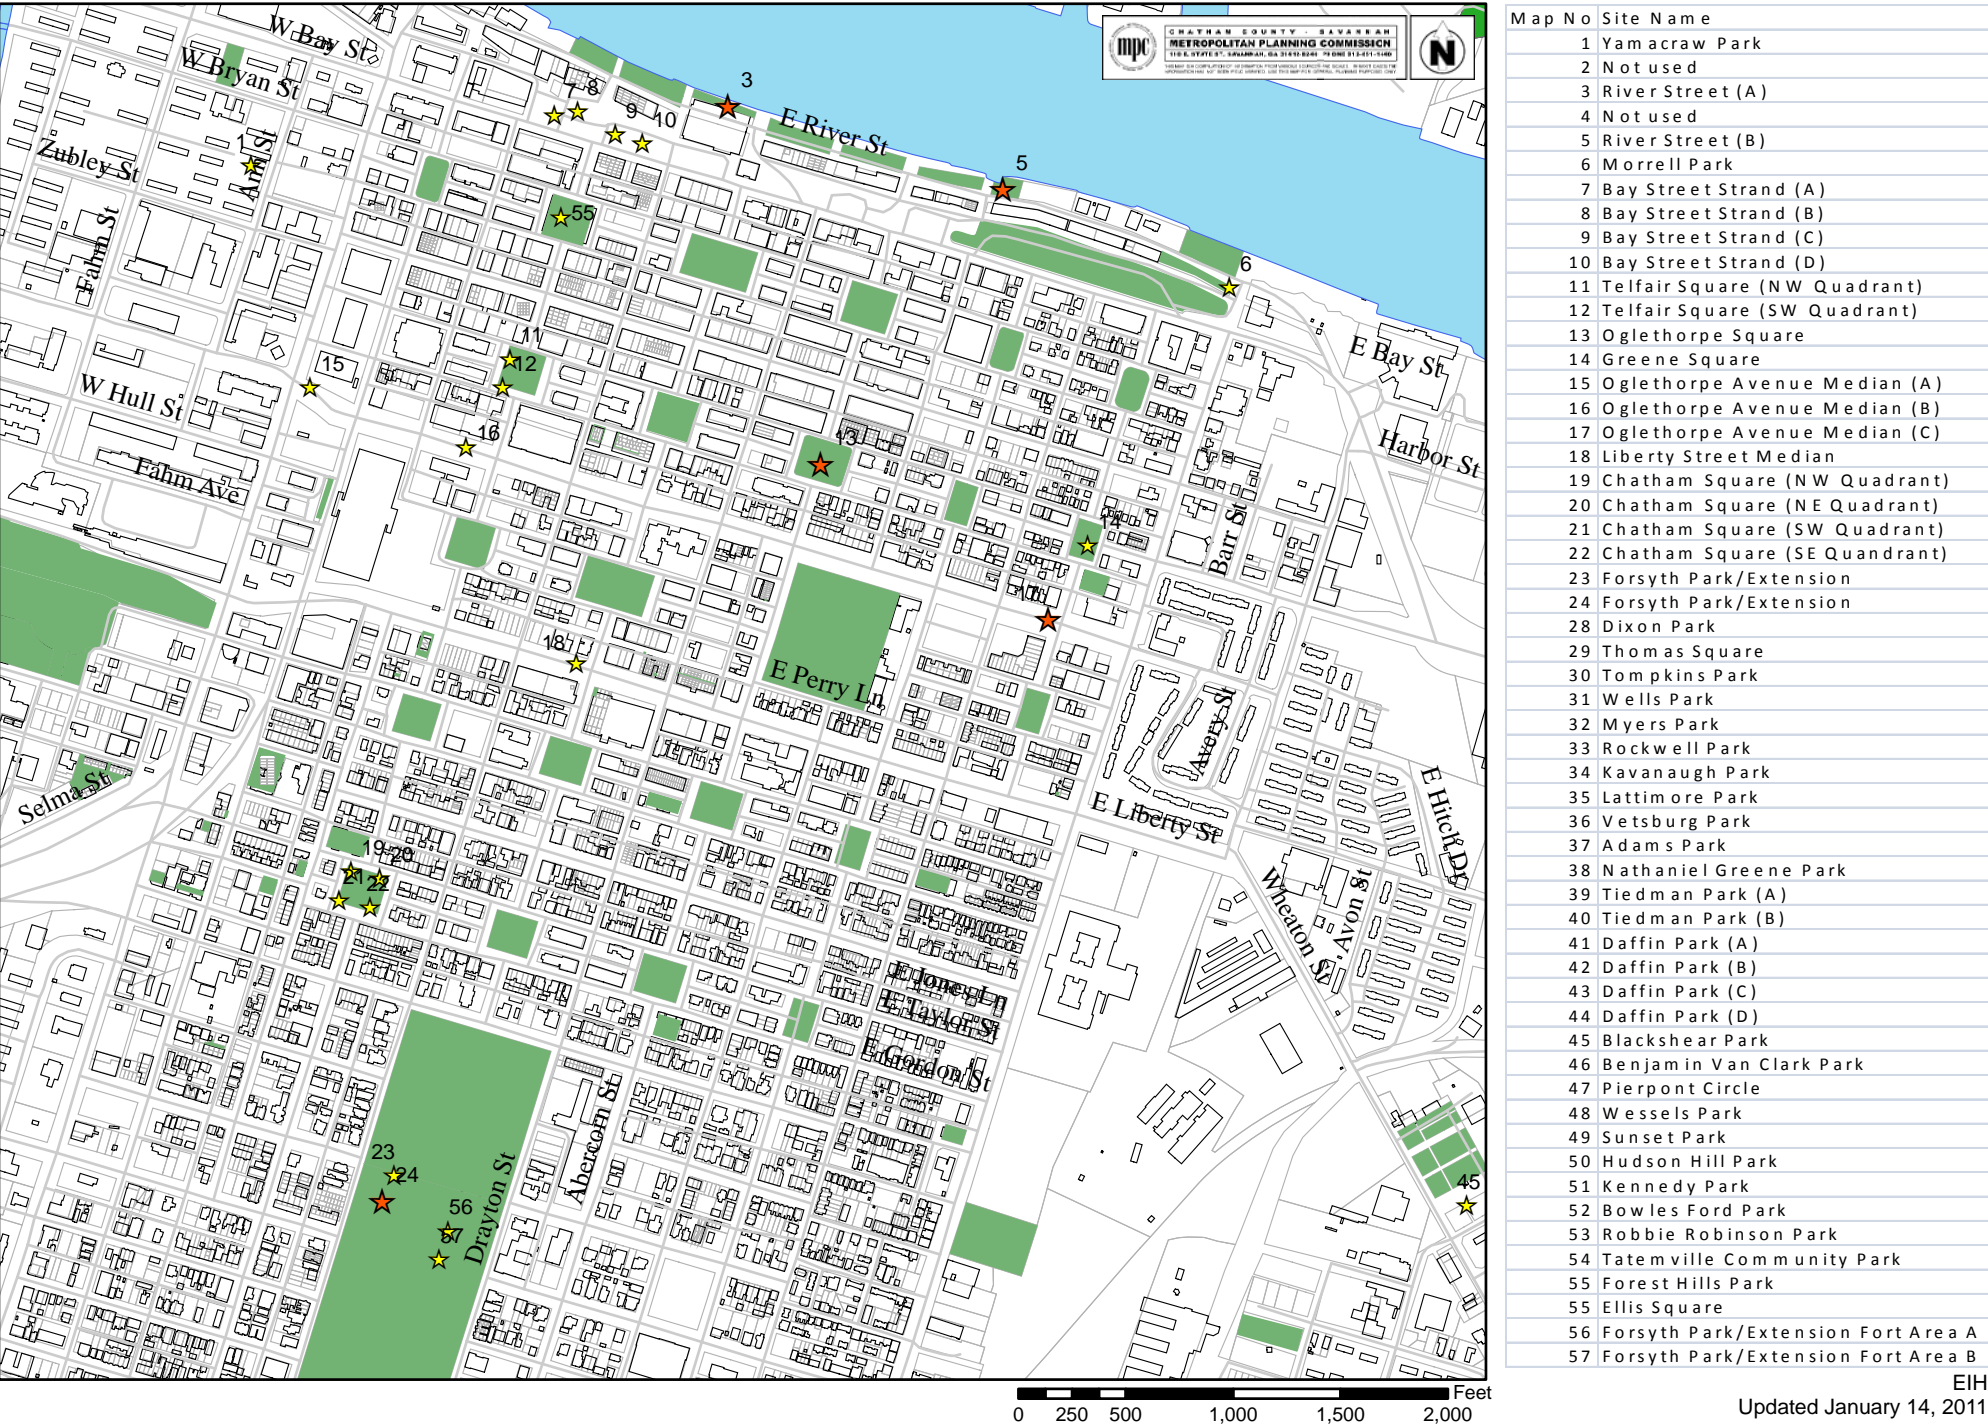 W Bay St
W Bryan St
Zubley St
Ann St
Fahm St
W Hull St
Fahm Ave
Selma St
E River St
E Bay St
Harbor St
Barr St
E Perry Ln
Avery St
E Liberty St
E Hitch Dr
Wheaton St
Avon St
E Jones Ln
E Taylor St
E Gordon St
Abercorn St
Drayton St
1
3
5
6
7
8
9
10
11
12
13
14
15
16
17
18
19
20
21
22
23
24
45
55
56
57
mpc
CHATHAM COUNTY - SAVANNAH
METROPOLITAN PLANNING COMMISSION
N
Map No Site Name
1 Yamacraw Park
2 Not used
3 River Street (A)
4 Not used
5 River Street (B)
6 Morrell Park
7 Bay Street Strand (A)
8 Bay Street Strand (B)
9 Bay Street Strand (C)
10 Bay Street Strand (D)
11 Telfair Square (NW Quadrant)
12 Telfair Square (SW Quadrant)
13 Oglethorpe Square
14 Greene Square
15 Oglethorpe Avenue Median (A)
16 Oglethorpe Avenue Median (B)
17 Oglethorpe Avenue Median (C)
18 Liberty Street Median
19 Chatham Square (NW Quadrant)
20 Chatham Square (NE Quadrant)
21 Chatham Square (SW Quadrant)
22 Chatham Square (SE Quandrant)
23 Forsyth Park/Extension
24 Forsyth Park/Extension
28 Dixon Park
29 Thomas Square
30 Tompkins Park
31 Wells Park
32 Myers Park
33 Rockwell Park
34 Kavanaugh Park
35 Lattimore Park
36 Vetsburg Park
37 Adams Park
38 Nathaniel Greene Park
39 Tiedman Park (A)
40 Tiedman Park (B)
41 Daffin Park (A)
42 Daffin Park (B)
43 Daffin Park (C)
44 Daffin Park (D)
45 Blackshear Park
46 Benjamin Van Clark Park
47 Pierpont Circle
48 Wessels Park
49 Sunset Park
50 Hudson Hill Park
51 Kennedy Park
52 Bowles Ford Park
53 Robbie Robinson Park
54 Tatemville Community Park
55 Forest Hills Park
55 Ellis Square
56 Forsyth Park/Extension Fort Area A
57 Forsyth Park/Extension Fort Area B
Feet
0 250 500 1,000 1,500 2,000
EIH
Updated January 14, 2011